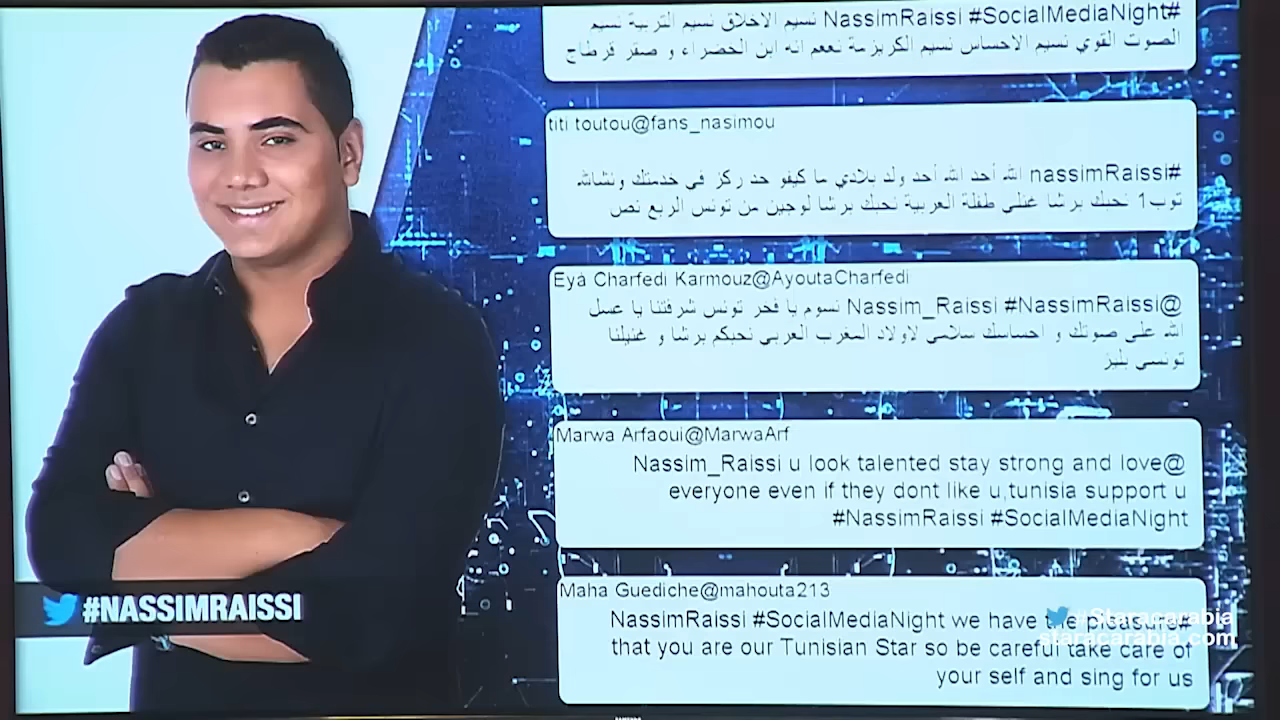 #NassimRaissi #SocialMediaNight نسيم الاخلاق نسيم التربية نسيم
الصوت القوي نسيم الاحساس نسيم الكريزمة نععم انه ابن الحضراء و صقر قرطاج
titi toutou@fans_nasimou
#nassimRaissi الله أحد الله أحد ولد بلادي ما كيفو حد ركز في خدمتك ونشالله
توب1 نحبك برشا غنلي طفلة العربية نحبك برشا لوجين من تونس الربع نص
Eya Charfedi Karmouz@AyoutaCharfedi
@Nassim_Raissi #NassimRaissi نسوم يا فخر تونس شرفتنا يا عسل
الله على صوتك و احساسك سلامي لاولاد المغرب العربي نحبكم برشا و غنيلنا
تونسي بليز
Marwa Arfaoui@MarwaArf
Nassim_Raissi u look talented stay strong and love@
everyone even if they dont like u,tunisia support u
#NassimRaissi #SocialMediaNight
Maha Guediche@mahouta213
NassimRaissi #SocialMediaNight we have the pleasure#
that you are our Tunisian Star so be careful take care of
your self and sing for us
#NASSIMRAISSI
#Staracarabia
staracarabia.com